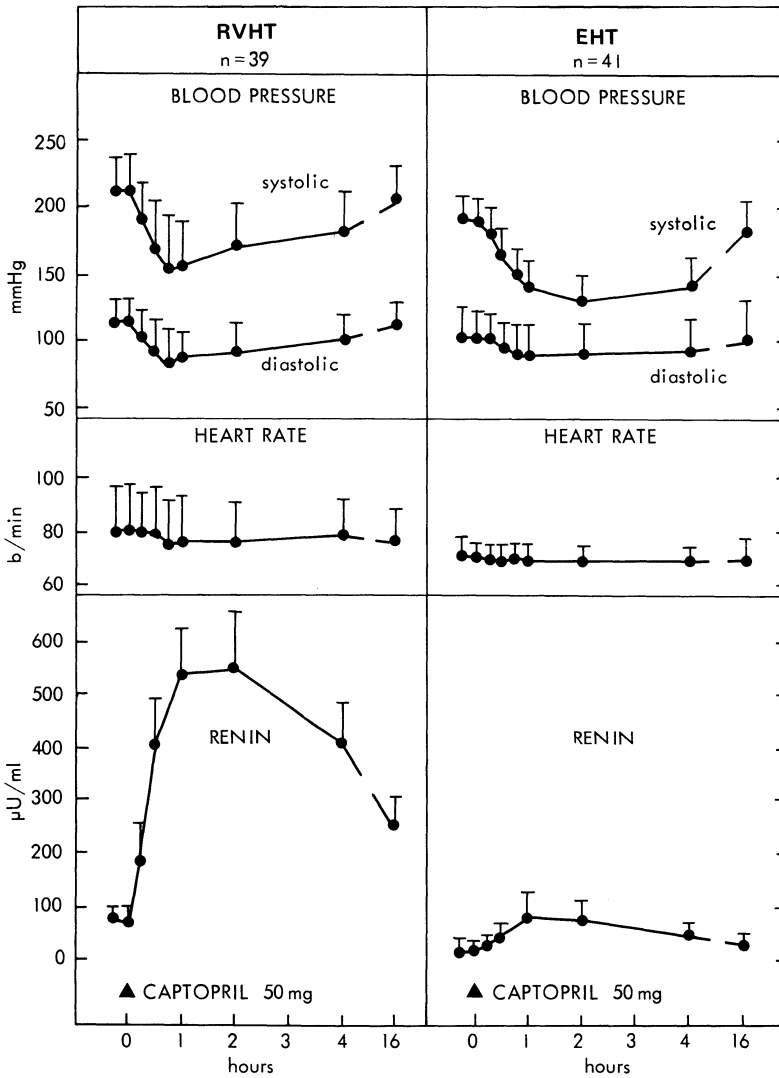 RVHT
n=39
EHT
n=41
BLOOD PRESSURE
BLOOD PRESSURE
250
200
150
100
50
mmHg
systolic
diastolic
systolic
diastolic
HEART RATE
HEART RATE
100
80
60
b/min
600
500
400
300
200
100
0
µU/ml
RENIN
RENIN
▲ CAPTOPRIL 50 mg
▲ CAPTOPRIL 50 mg
0 1 2 3 4 16
hours
0 1 2 3 4 16
hours